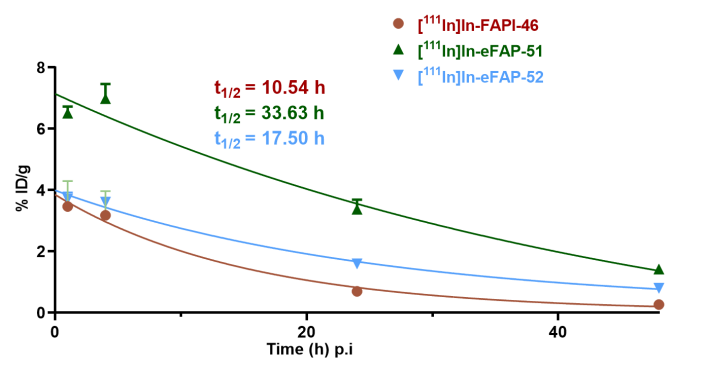 [¹¹¹In]In-FAPI-46
[¹¹¹In]In-eFAP-51
[¹¹¹In]In-eFAP-52
t₁/₂ = 10.54 h
t₁/₂ = 33.63 h
t₁/₂ = 17.50 h
% ID/g
8
6
4
2
0
0 20 40
Time (h) p.i